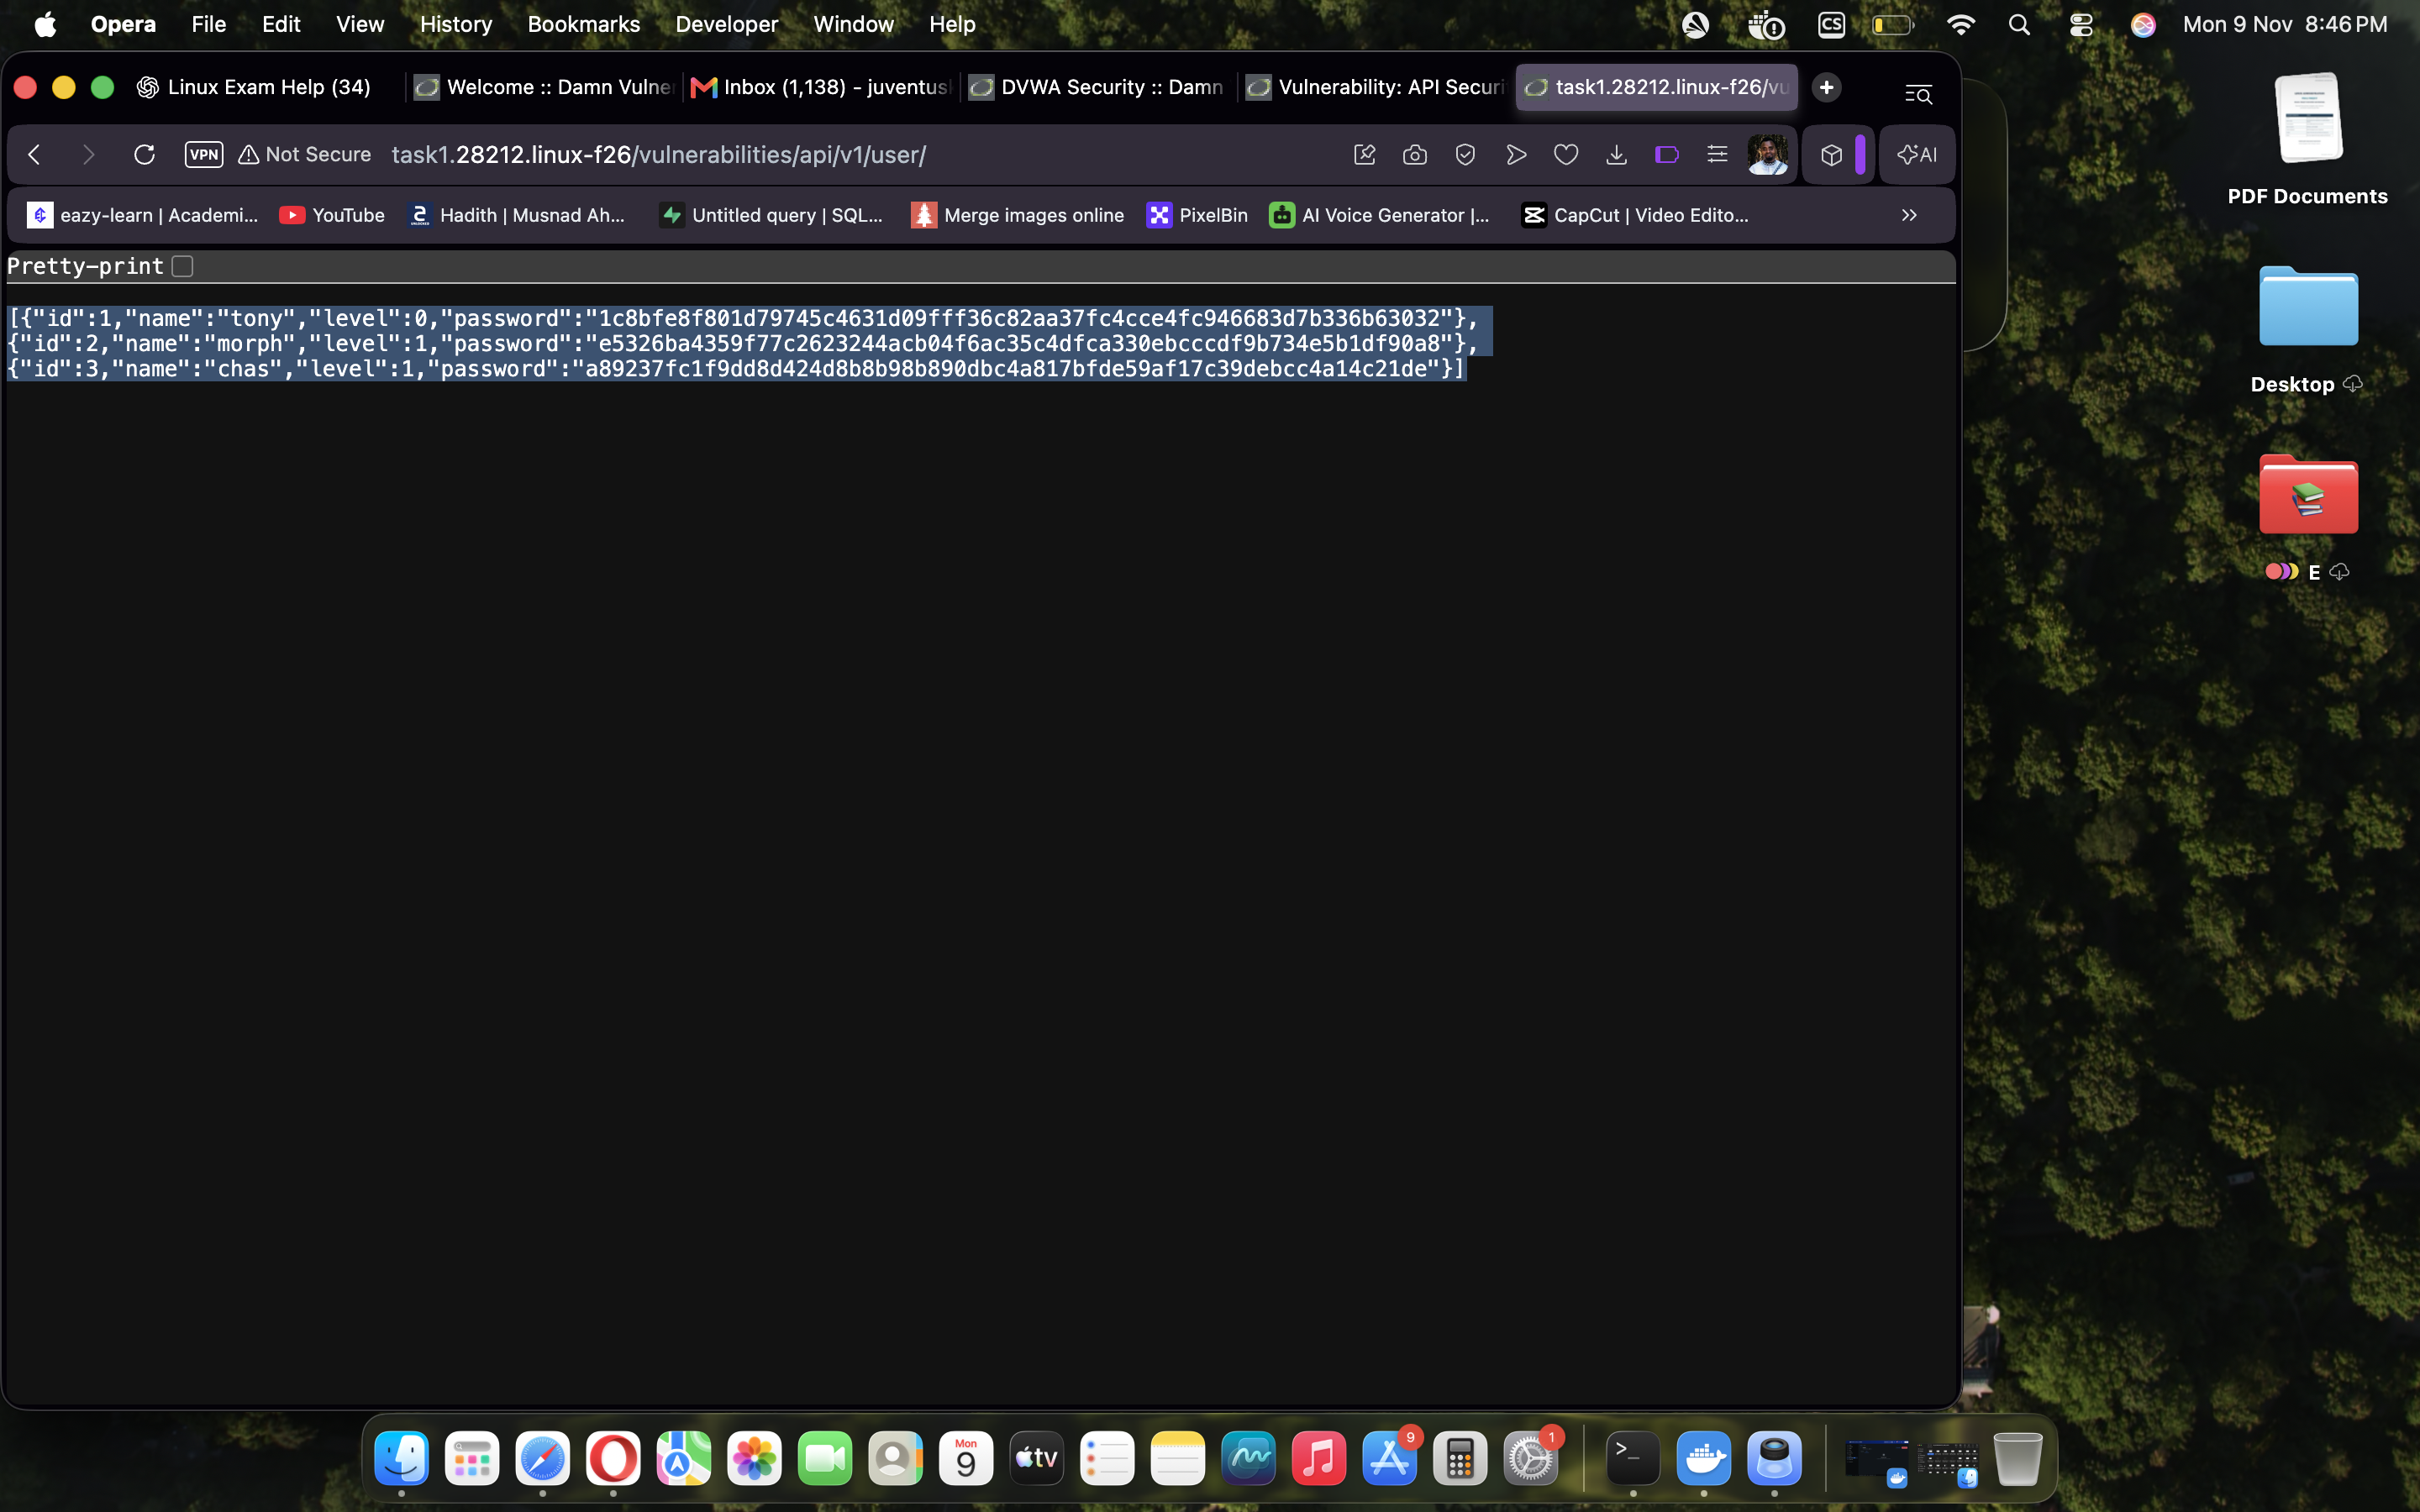 Opera File Edit View History Bookmarks Developer Window Help CS Mon 9 Nov 8:46 PM
Linux Exam Help (34) Welcome :: Damn Vulne Inbox (1,138) - juventus DVWA Security :: Damn Vulnerability: API Securi task1.28212.linux-f26/vu
VPN Not Secure task1.28212.linux-f26/vulnerabilities/api/v1/user/ AI
eazy-learn | Academi... YouTube Hadith | Musnad Ah... Untitled query | SQL... Merge images online PixelBin AI Voice Generator |... CapCut | Video Edito...
Pretty-print
[{"id":1,"name":"tony","level":0,"password":"1c8bfe8f801d79745c4631d09fff36c82aa37fc4cce4fc946683d7b336b63032"},
{"id":2,"name":"morph","level":1,"password":"e5326ba4359f77c2623244acb04f6ac35c4dfca330ebcccdf9b734e5b1df90a8"},
{"id":3,"name":"chas","level":1,"password":"a89237fc1f9dd8d424d8b8b98b890dbc4a817bfde59af17c39debcc4a14c21de"}]
PDF Documents
Desktop
E
Mon
9
tv
9
1